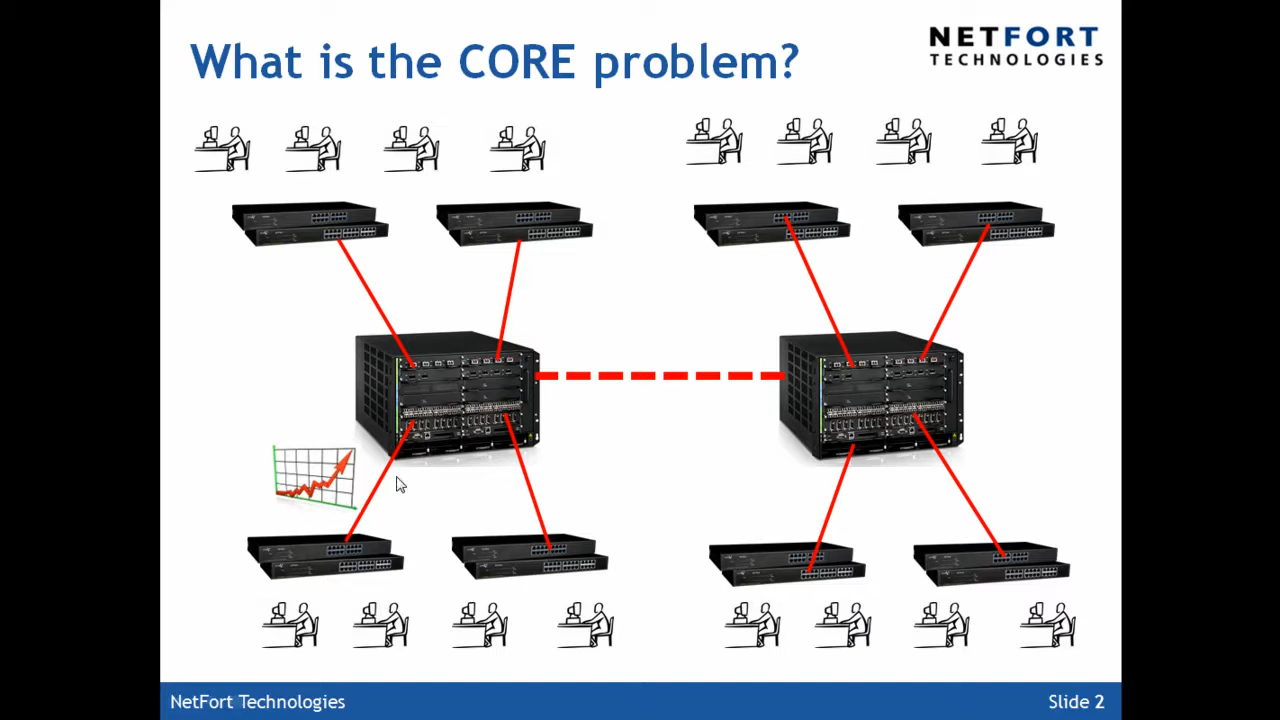 What is the CORE problem?
NETFORT
TECHNOLOGIES
NetFort Technologies
Slide 2